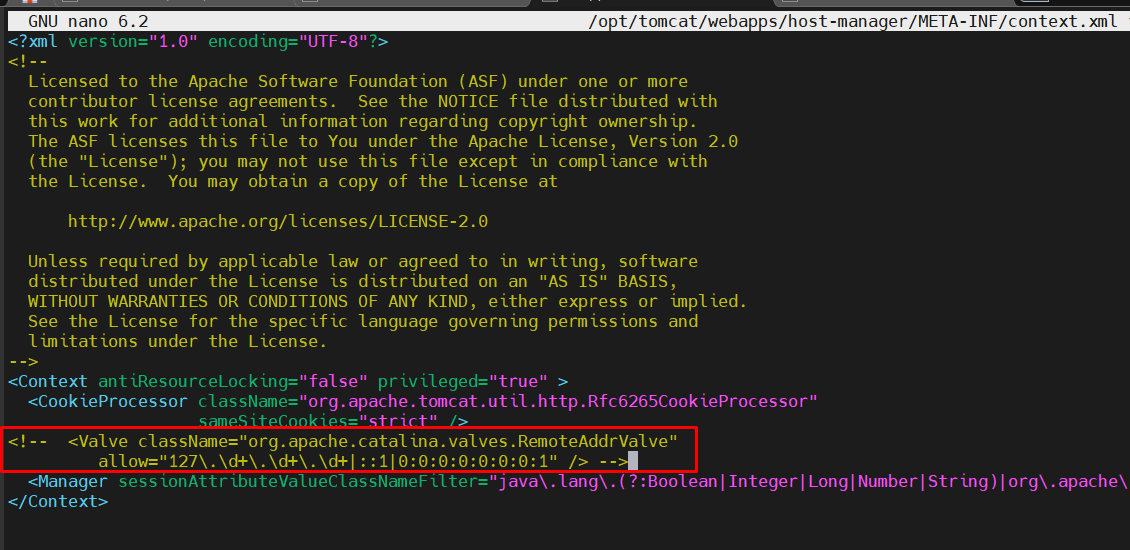 GNU nano 6.2 /opt/tomcat/webapps/host-manager/META-INF/context.xml
<?xml version="1.0" encoding="UTF-8"?>
<!--
  Licensed to the Apache Software Foundation (ASF) under one or more
  contributor license agreements.  See the NOTICE file distributed with
  this work for additional information regarding copyright ownership.
  The ASF licenses this file to You under the Apache License, Version 2.0
  (the "License"); you may not use this file except in compliance with
  the License.  You may obtain a copy of the License at

      http://www.apache.org/licenses/LICENSE-2.0

  Unless required by applicable law or agreed to in writing, software
  distributed under the License is distributed on an "AS IS" BASIS,
  WITHOUT WARRANTIES OR CONDITIONS OF ANY KIND, either express or implied.
  See the License for the specific language governing permissions and
  limitations under the License.
-->
<Context antiResourceLocking="false" privileged="true" >
  <CookieProcessor className="org.apache.tomcat.util.http.Rfc6265CookieProcessor"
                   sameSiteCookies="strict" />
<!--  <Valve className="org.apache.catalina.valves.RemoteAddrValve"
         allow="127\.\d+\.\d+\.\d+|::1|0:0:0:0:0:0:0:1" /> -->
  <Manager sessionAttributeValueClassNameFilter="java\.lang\.(?:Boolean|Integer|Long|Number|String)|org\.apache\
</Context>